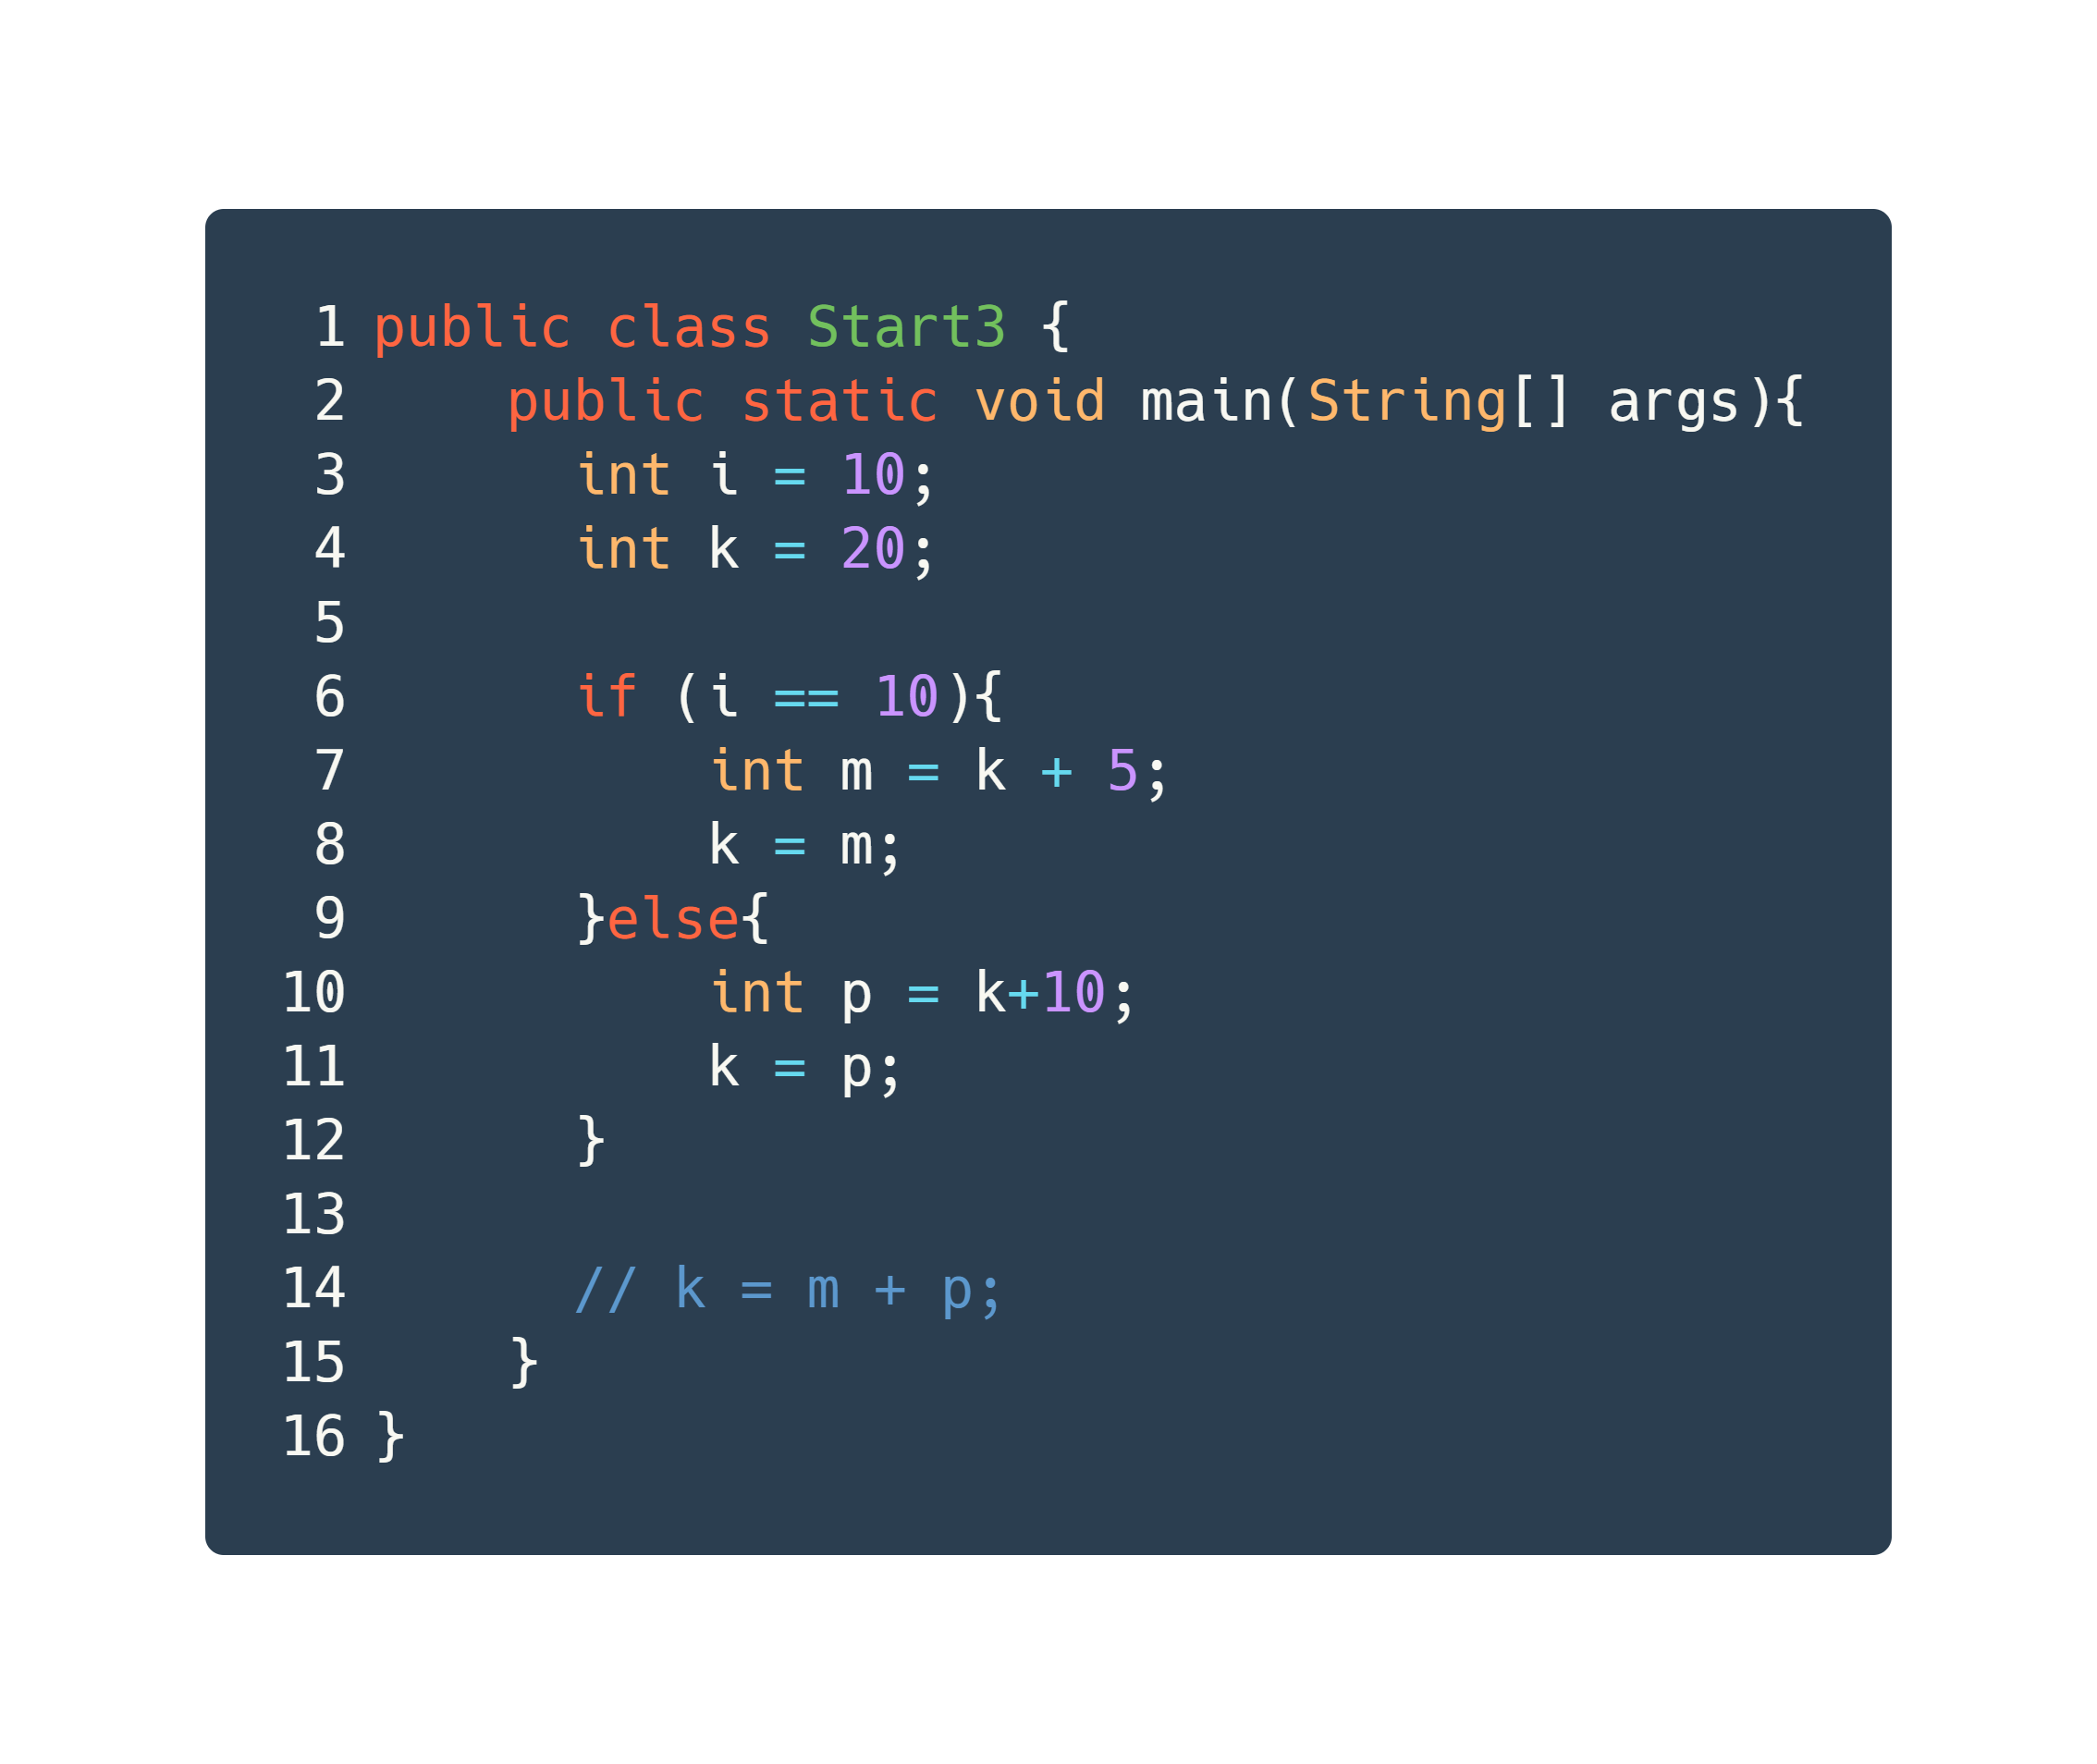 1 public class Start3 {
2     public static void main(String[] args){
3       int i = 10;
4       int k = 20;
5
6       if (i == 10){
7           int m = k + 5;
8           k = m;
9       }else{
10           int p = k+10;
11           k = p;
12       }
13
14       // k = m + p;
15     }
16 }